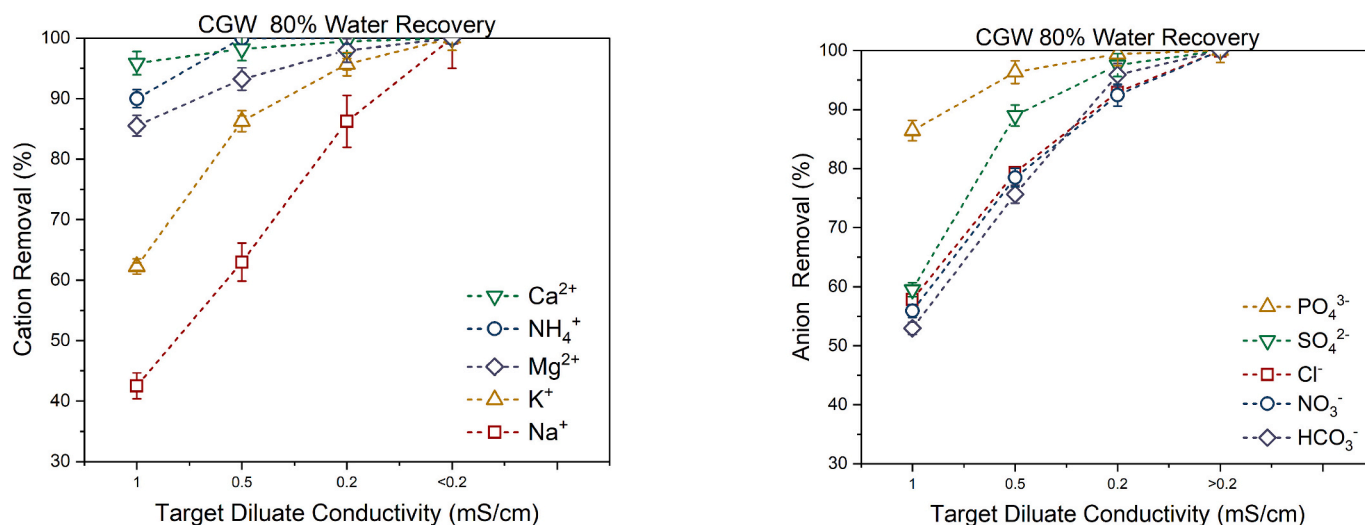 CGW 80% Water Recovery
Cation Removal (%)
100
90
80
70
60
50
40
30
Ca²⁺
NH₄⁺
Mg²⁺
K⁺
Na⁺
1 0.5 0.2 <0.2
Target Diluate Conductivity (mS/cm)
CGW 80% Water Recovery
Anion Removal (%)
100
90
80
70
60
50
40
30
PO₄³⁻
SO₄²⁻
Cl⁻
NO₃⁻
HCO₃⁻
1 0.5 0.2 >0.2
Target Diluate Conductivity (mS/cm)